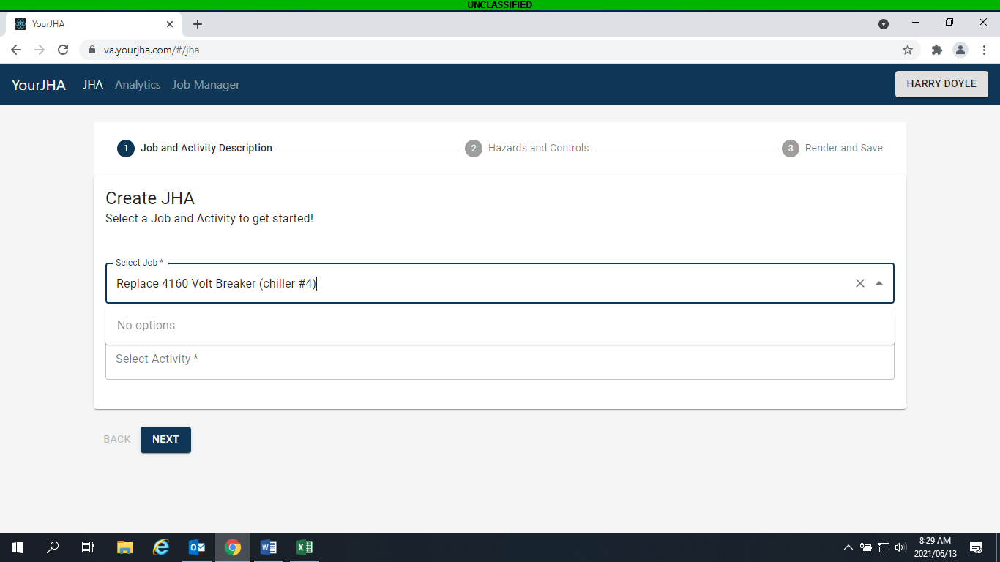 UNCLASSIFIED
YourJHA
va.yourjha.com/#/jha
YourJHA JHA Analytics Job Manager HARRY DOYLE
1 Job and Activity Description 2 Hazards and Controls 3 Render and Save
Create JHA
Select a Job and Activity to get started!
Select Job *
Replace 4160 Volt Breaker (chiller #4)
No options
Select Activity *
BACK NEXT
8:29 AM
2021/06/13